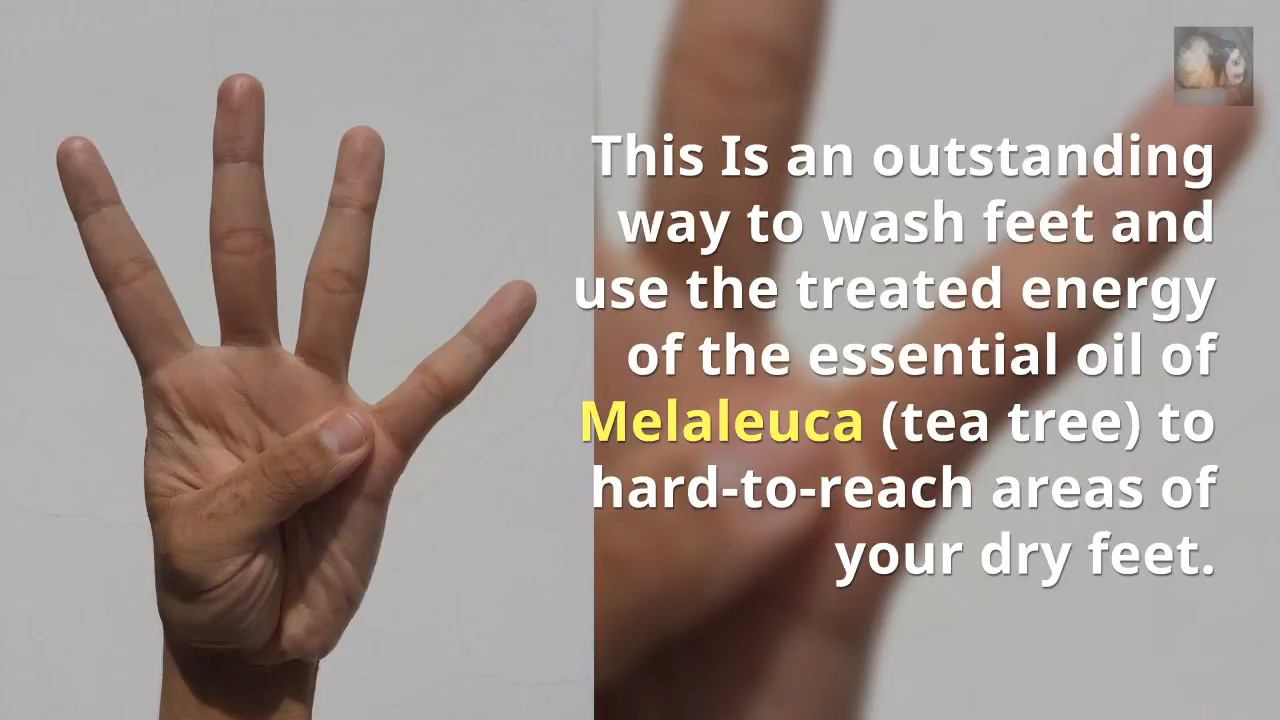 This Is an outstanding
way to wash feet and
use the treated energy
of the essential oil of
Melaleuca (tea tree) to
hard-to-reach areas of
your dry feet.